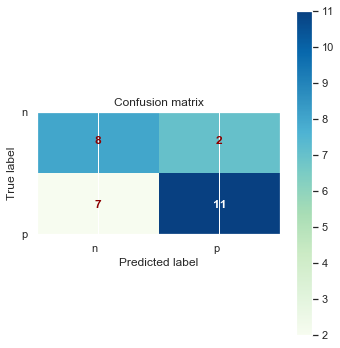 Confusion matrix
n
8 2
7 11
p
n p
True label
Predicted label
11
10
9
8
7
6
5
4
3
2